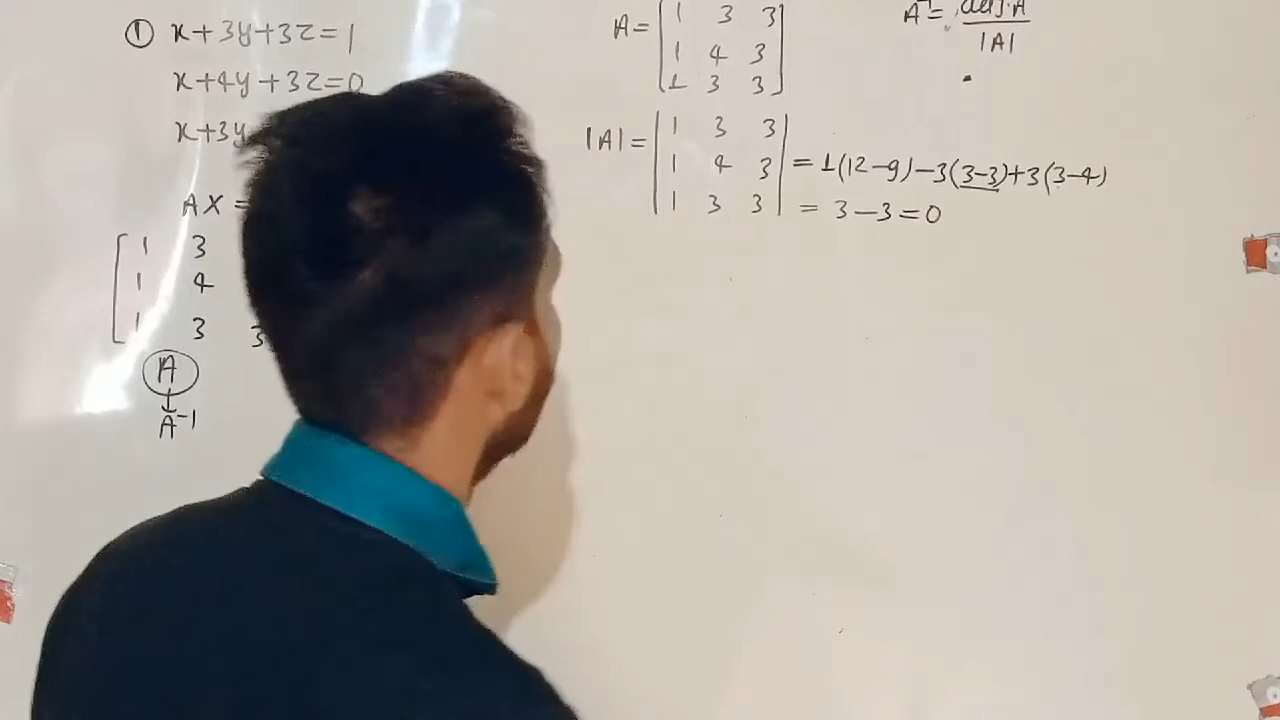 ① x+3y+3z=1
x+4y+3z=0
x+3y
AX =
1 3
1 4
1 3 3
A
A⁻¹
A= [1 3 3]
1 4 3
1 3 3
|A|= |1 3 3|
1 4 3 = 1(12-9)-3(3-3)+3(3-4)
1 3 3 = 3-3=0
A⁻¹= adj.A
|A|